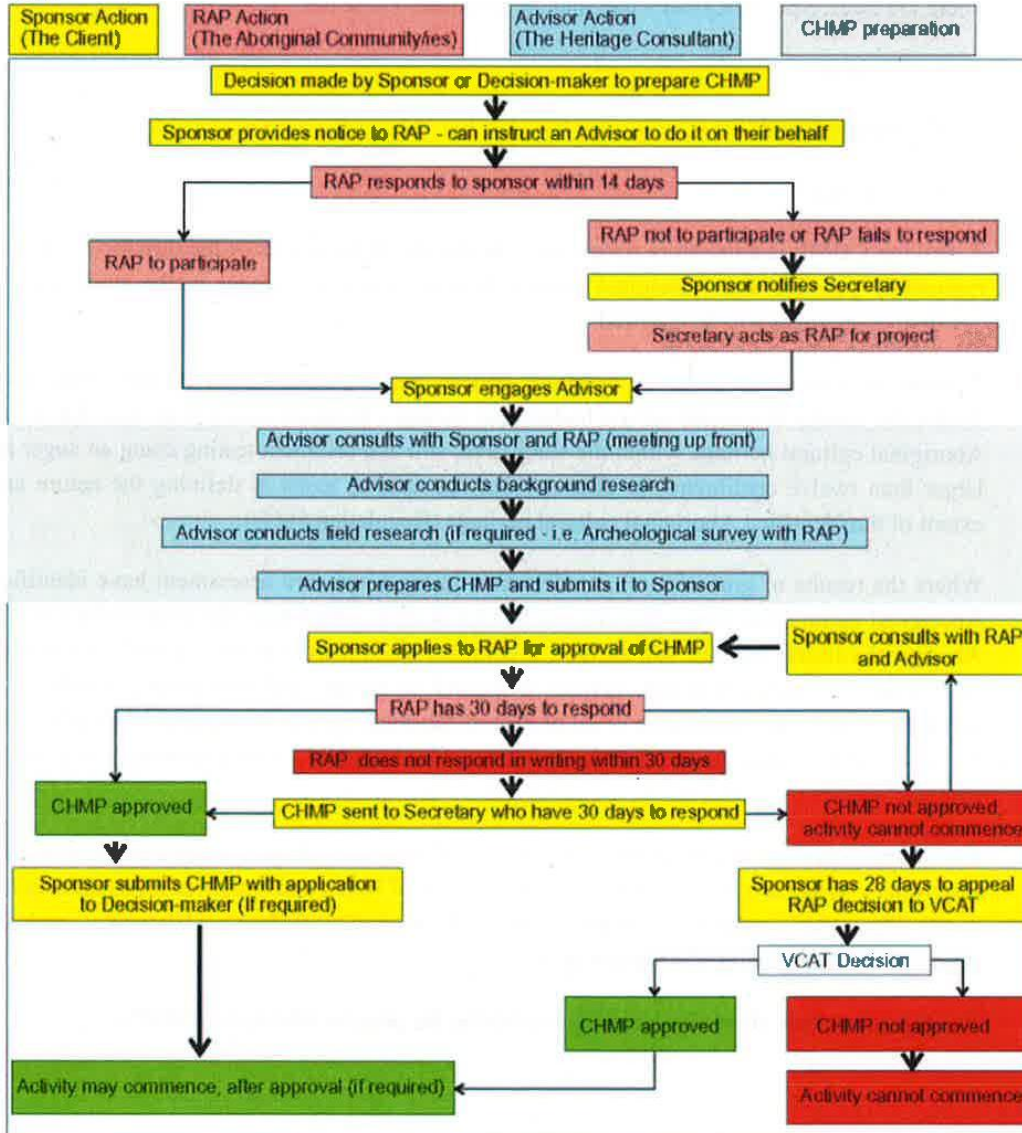 Sponsor Action
(The Client)
RAP Action
(The Aboriginal Community/ies)
Advisor Action
(The Heritage Consultant)
CHMP preparation
Decision made by Sponsor or Decision-maker to prepare CHMP
Sponsor provides notice to RAP - can instruct an Advisor to do it on their behalf
RAP responds to sponsor within 14 days
RAP to participate
RAP not to participate or RAP fails to respond
Sponsor notifies Secretary
Secretary acts as RAP for project
Sponsor engages Advisor
Advisor consults with Sponsor and RAP (meeting up front)
Advisor conducts background research
Advisor conducts field research (if required - i.e. Archeological survey with RAP)
Advisor prepares CHMP and submits it to Sponsor
Sponsor applies to RAP for approval of CHMP
Sponsor consults with RAP
and Advisor
RAP has 30 days to respond
RAP does not respond in writing within 30 days
CHMP approved
CHMP sent to Secretary who have 30 days to respond
CHMP not approved,
activity cannot commence
Sponsor submits CHMP with application
to Decision-maker (If required)
Sponsor has 28 days to appeal
RAP decision to VCAT
VCAT Decision
CHMP approved
CHMP not approved
Activity may commence, after approval (if required)
Activity cannot commence